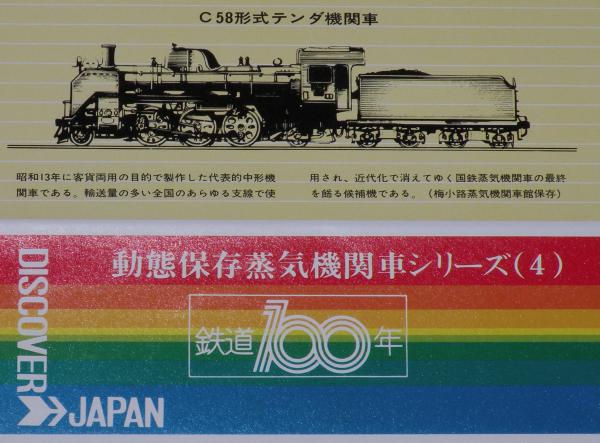 C58形式テンダ機関車
昭和13年に客貨両用の目的で製作した代表的中形機
関車である。輸送量の多い全国のあらゆる支線で使
用され、近代化で消えてゆく国鉄蒸気機関車の最終
を飾る候補機である。(梅小路蒸気機関車館保存)
動態保存蒸気機関車シリーズ(4)
鉄道100年
DISCOVER
JAPAN